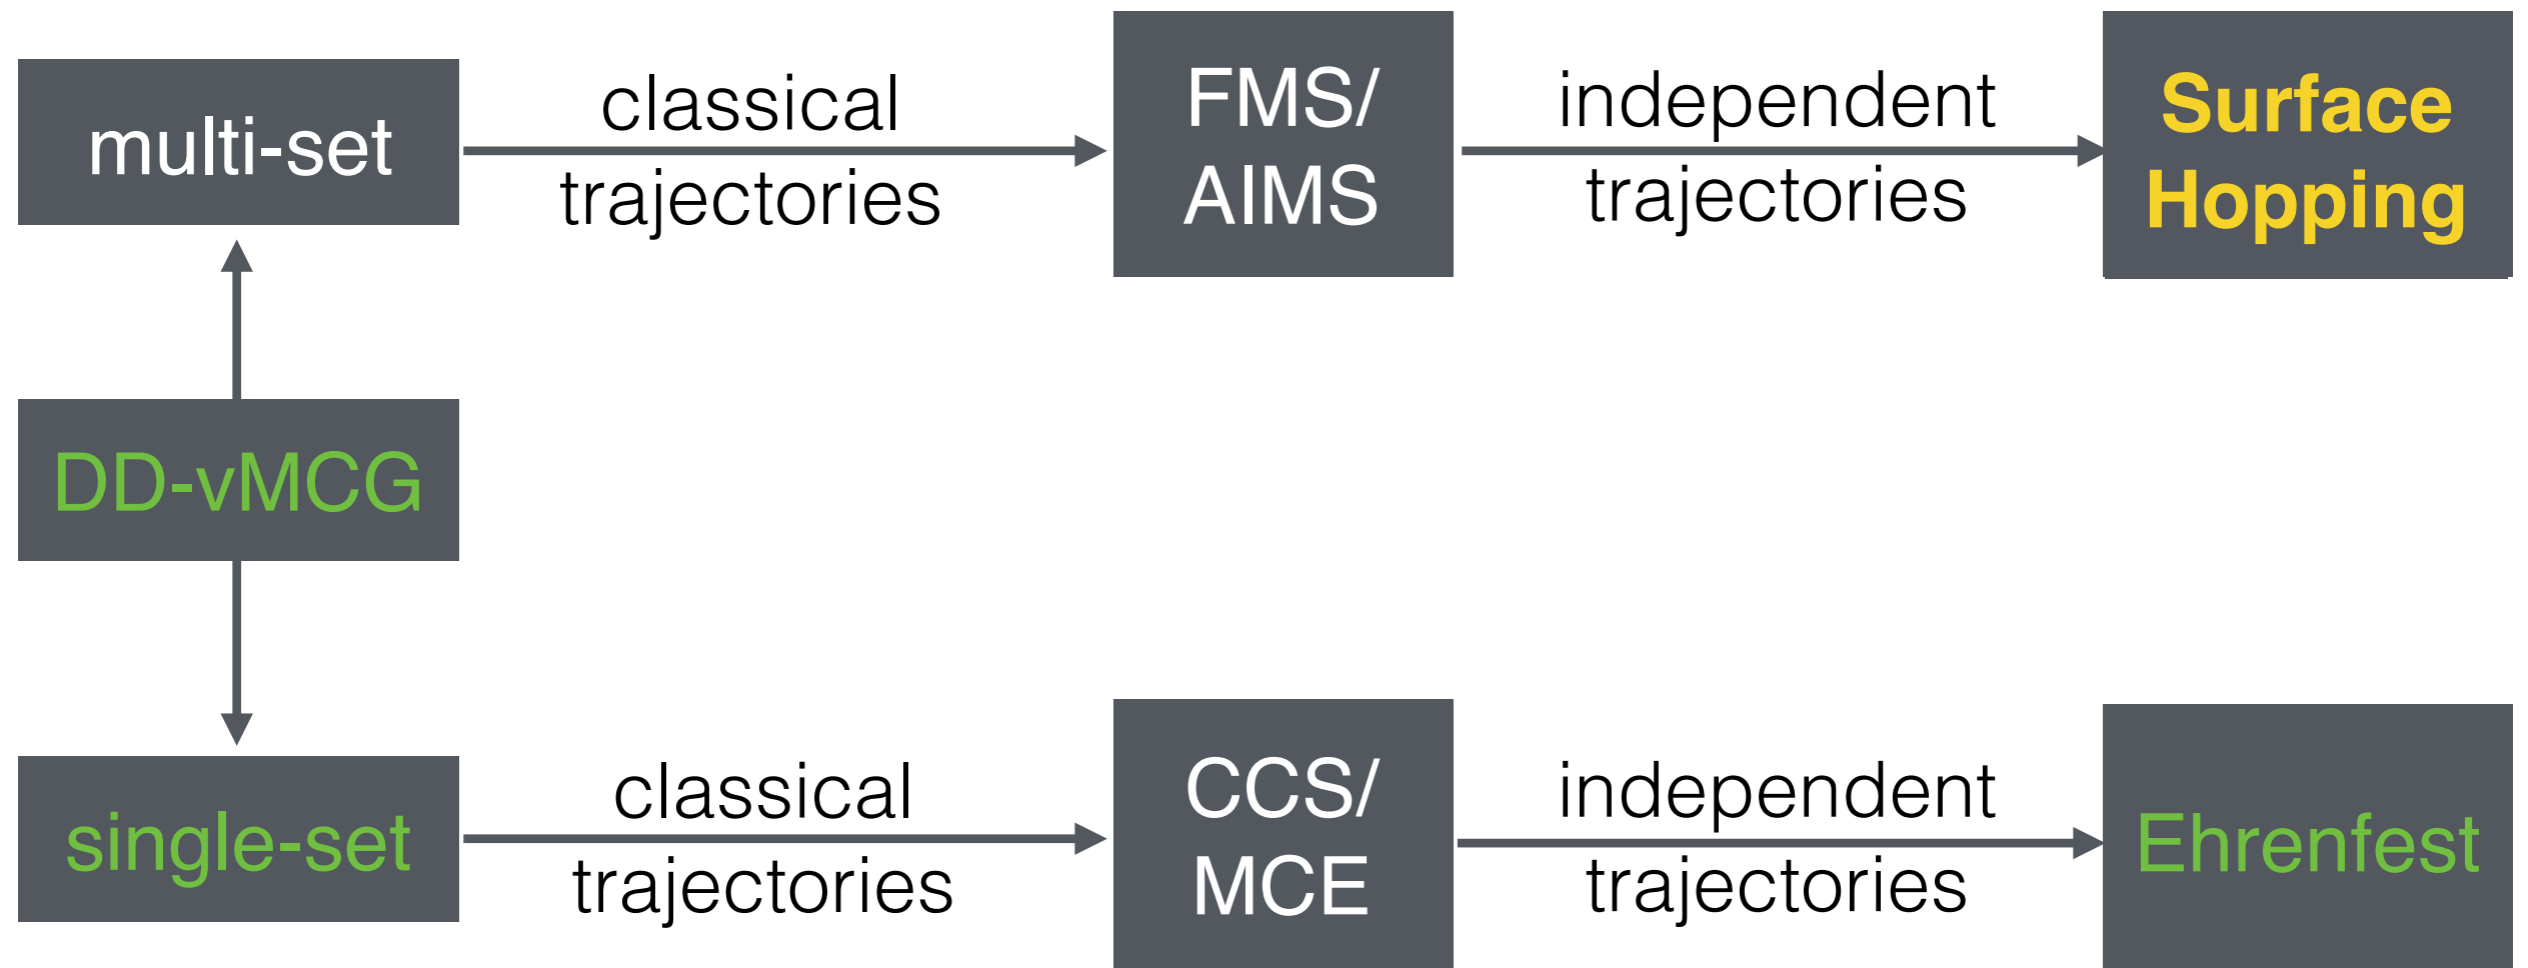 multi-set
classical
trajectories
FMS/
AIMS
independent
trajectories
Surface
Hopping
DD-vMCG
single-set
classical
trajectories
CCS/
MCE
independent
trajectories
Ehrenfest